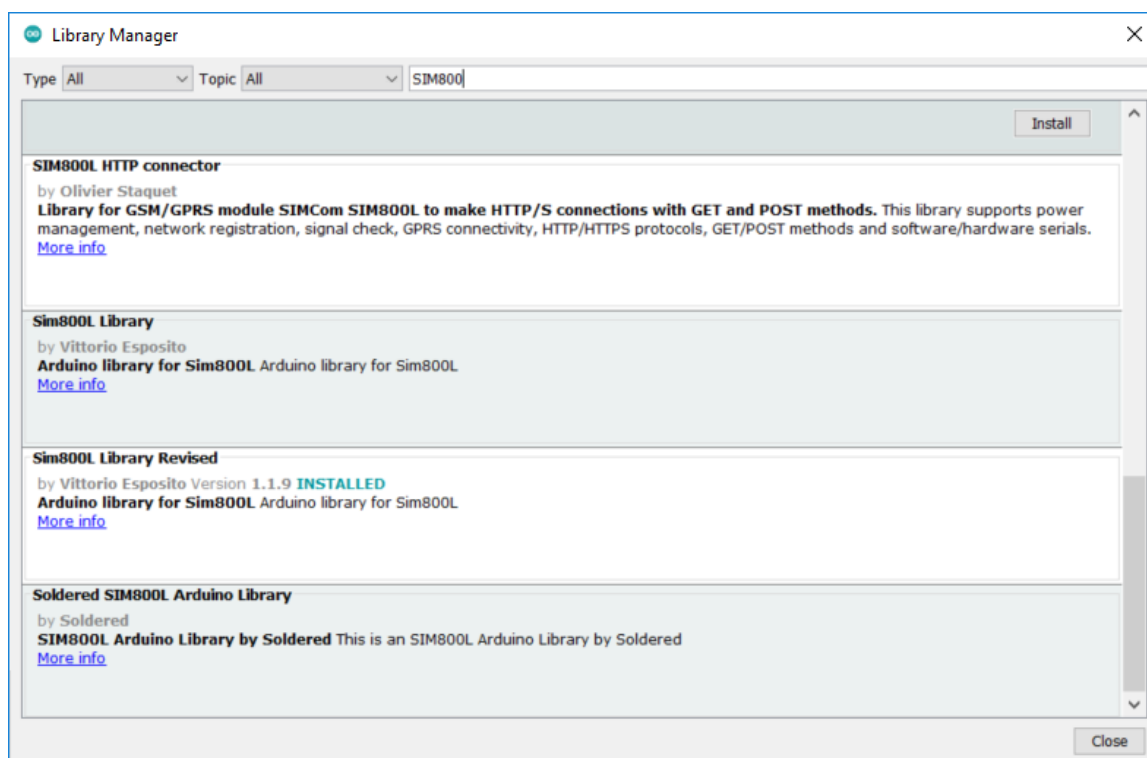 Library Manager
Type All Topic All SIM800
Install
SIM800L HTTP connector
by Olivier Staquet
Library for GSM/GPRS module SIMCom SIM800L to make HTTP/S connections with GET and POST methods. This library supports power
management, network registration, signal check, GPRS connectivity, HTTP/HTTPS protocols, GET/POST methods and software/hardware serials.
More info
Sim800L Library
by Vittorio Esposito
Arduino library for Sim800L Arduino library for Sim800L
More info
Sim800L Library Revised
by Vittorio Esposito Version 1.1.9 INSTALLED
Arduino library for Sim800L Arduino library for Sim800L
More info
Soldered SIM800L Arduino Library
by Soldered
SIM800L Arduino Library by Soldered This is an SIM800L Arduino Library by Soldered
More info
Close